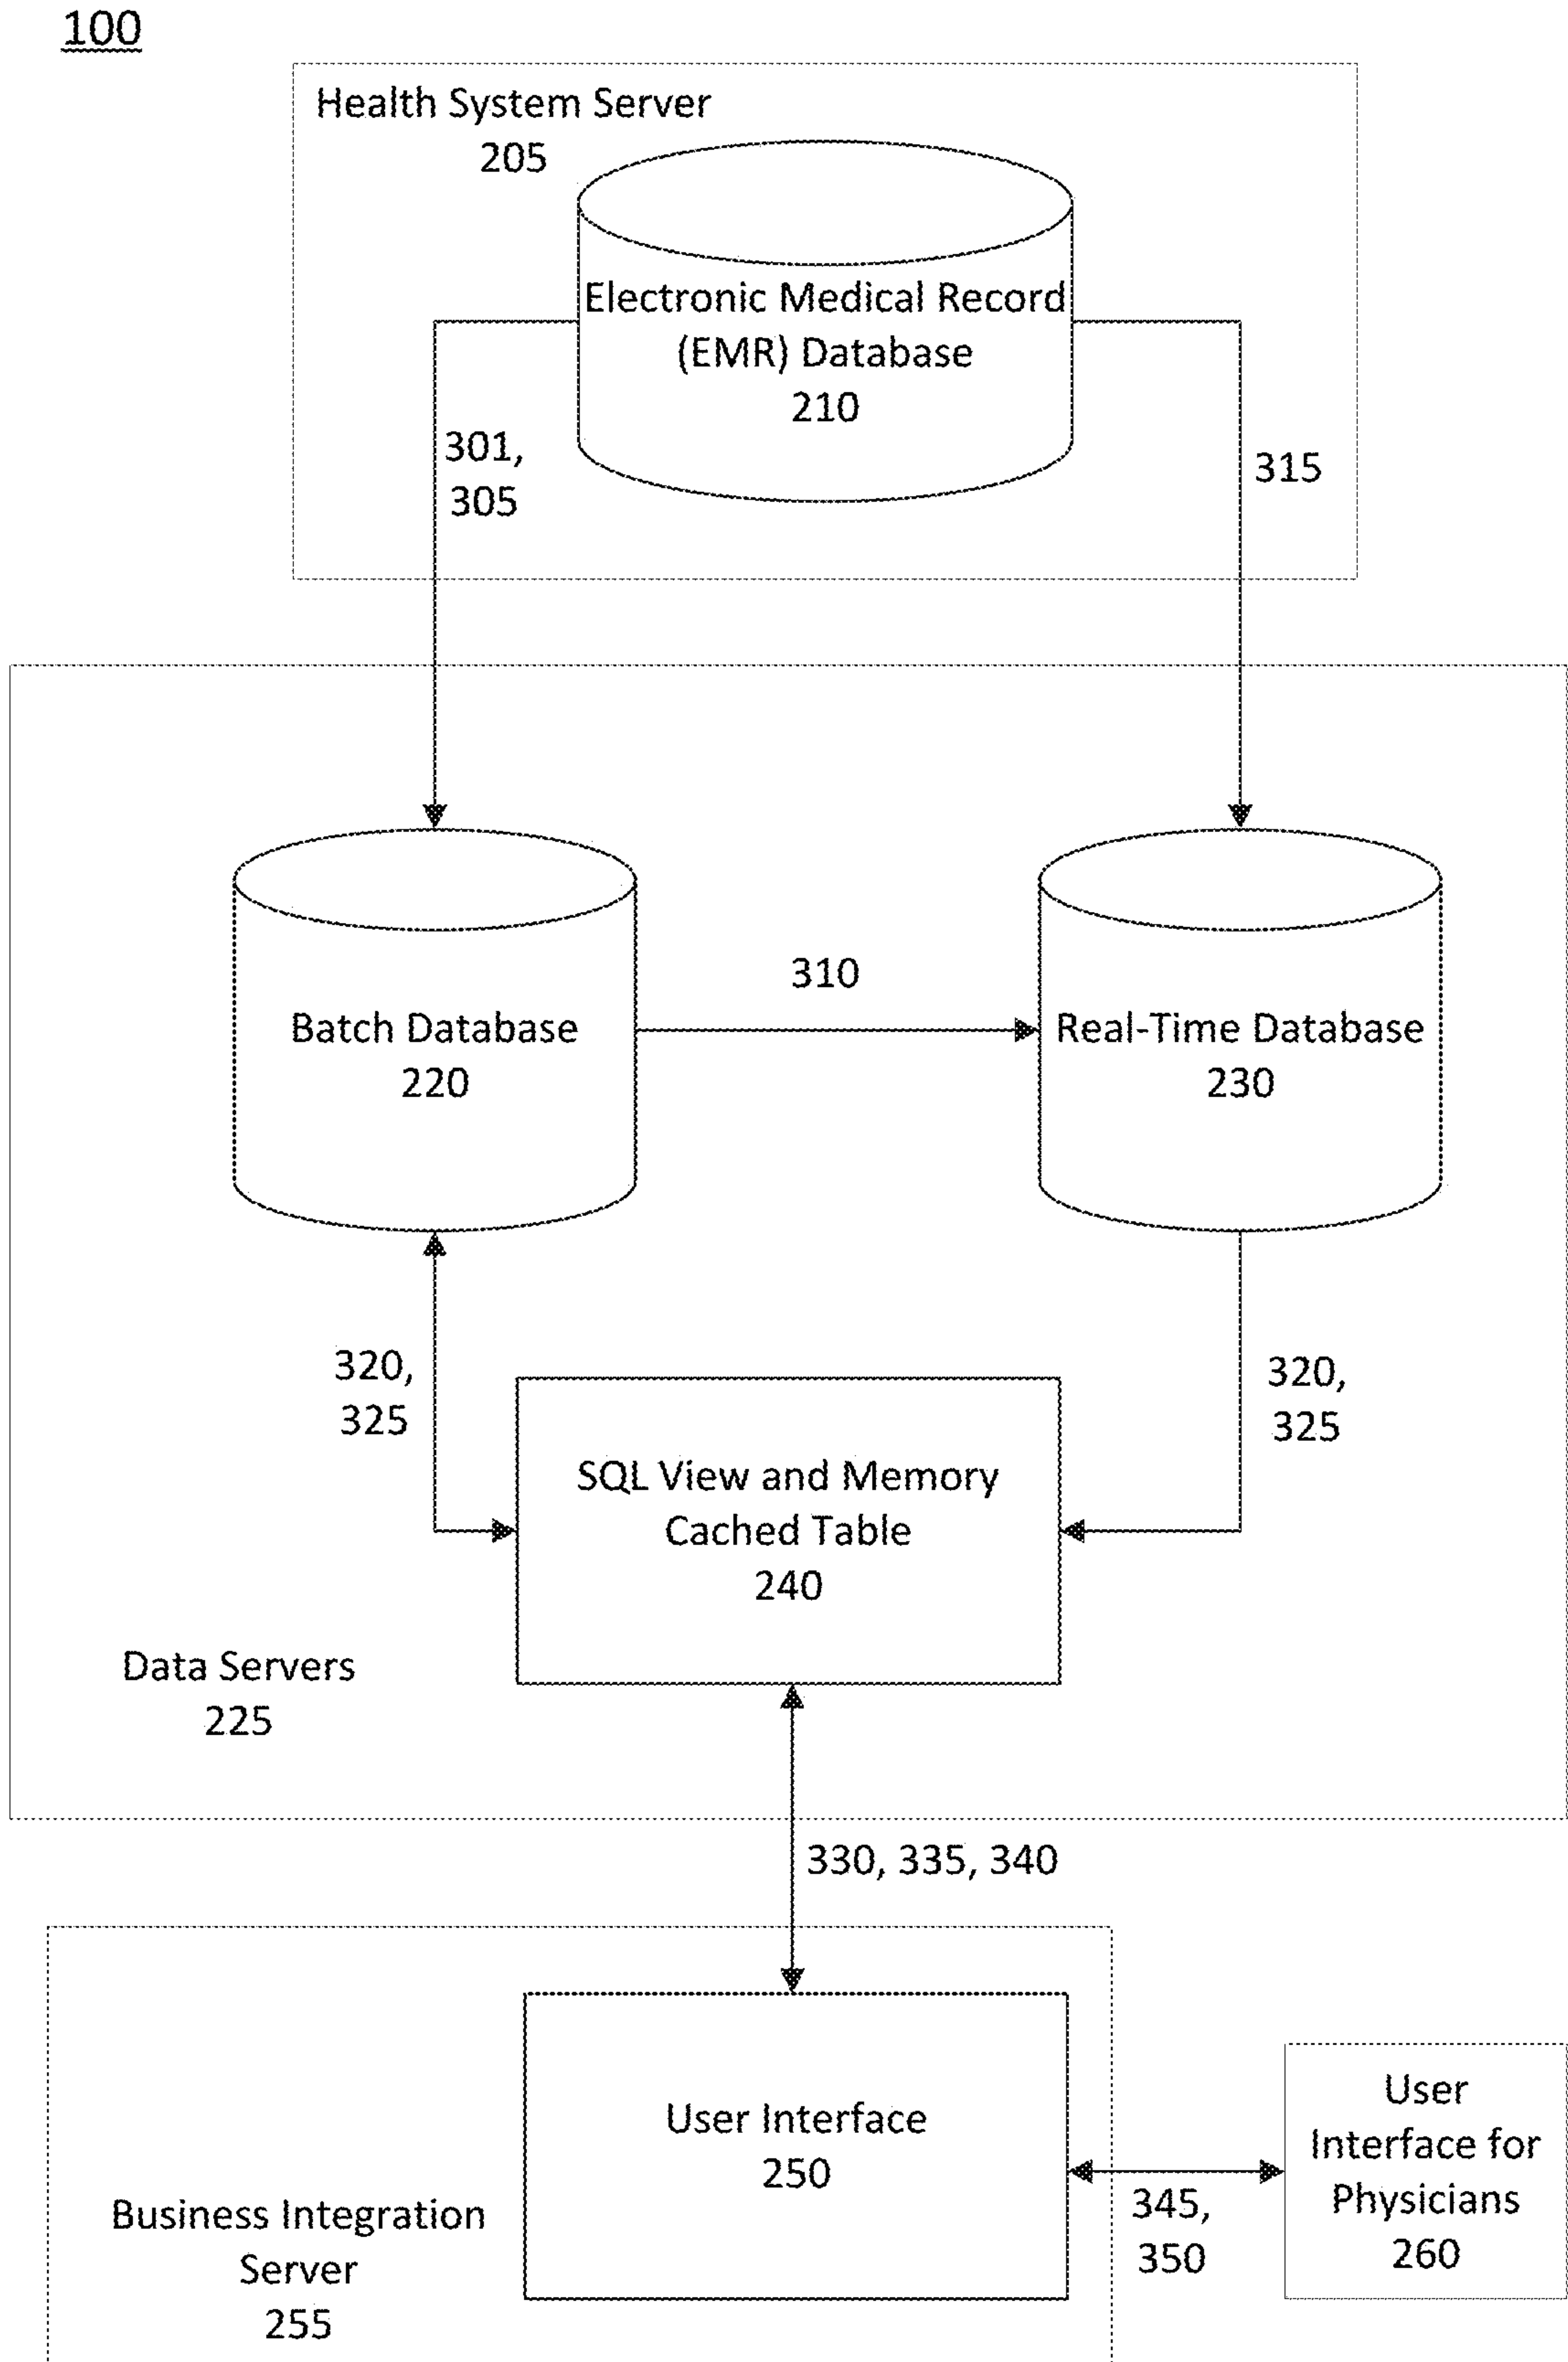 100
Health System Server
205
Electronic Medical Record
(EMR) Database
210
301,
305
315
310
Batch Database
220
Real-Time Database
230
320,
325
320,
325
SQL View and Memory
Cached Table
240
Data Servers
225
330, 335, 340
User Interface
250
User
Interface for
Physicians
260
345,
350
Business Integration
Server
255